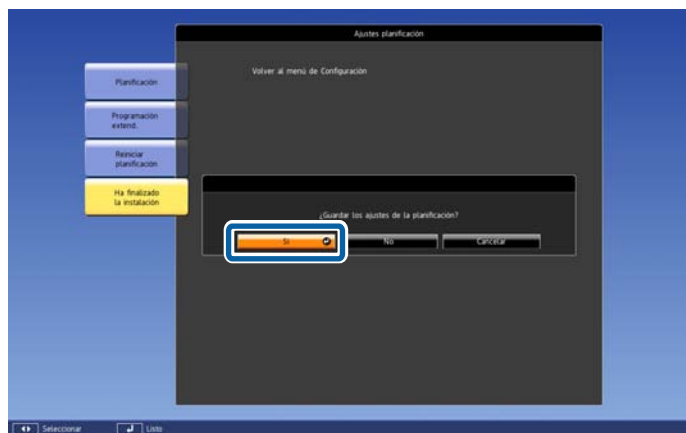 Ajustes planificación
Volver al menú de Configuración
Planificación
Programación
extend.
Reiniciar
planificación
Ha finalizado
la instalación
¿Guardar los ajustes de la planificación?
Sí
No
Cancelar
Seleccionar
Listo